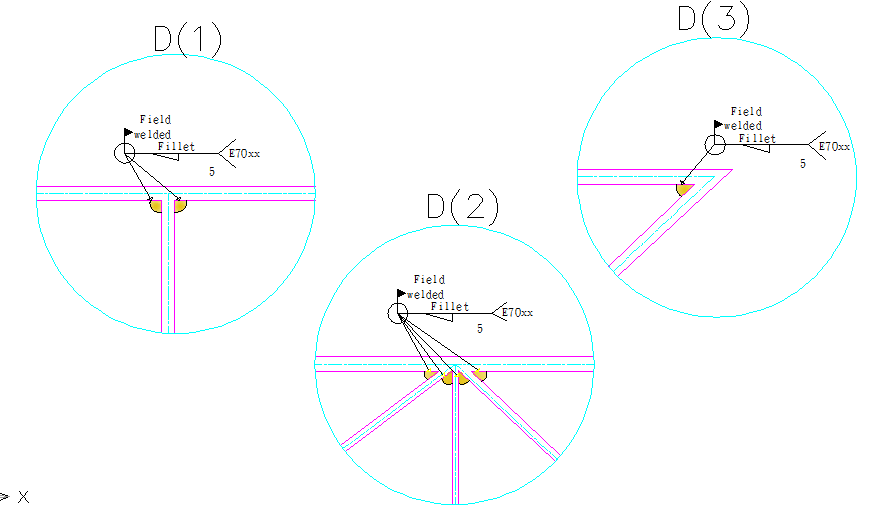 D(1)
Field
welded
Fillet
E70xx
5
D(2)
Field
welded
Fillet
E70xx
5
D(3)
Field
welded
Fillet
E70xx
5
X